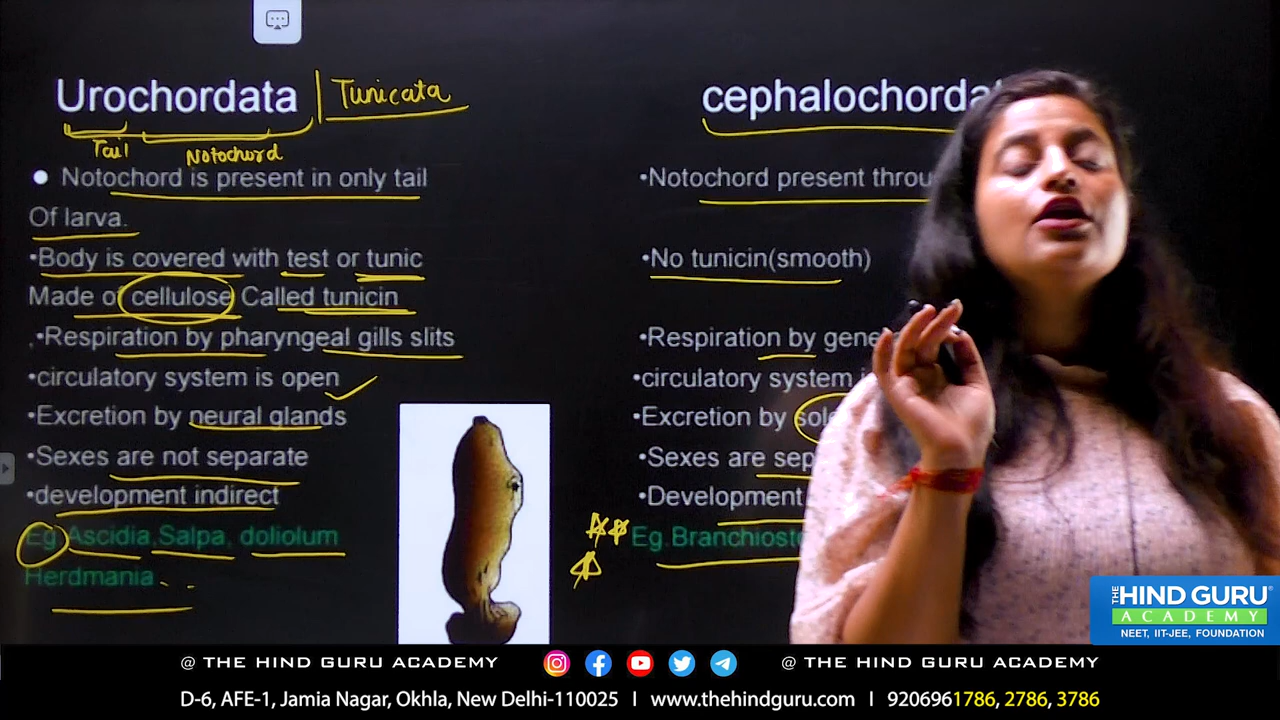 Urochordata | Tunicata
Tail Notochord
• Notochord is present in only tail
Of larva.
•Body is covered with test or tunic
Made of cellulose Called tunicin
.•Respiration by pharyngeal gills slits
•circulatory system is open
•Excretion by neural glands
•Sexes are not separate
•development indirect
Eg Ascidia,Salpa, doliolum
Herdmania
cephalochordat
•Notochord present throu
•No tunicin(smooth)
•Respiration by gene
•circulatory system
•Excretion by sole
•Sexes are sep
•Development
Eg.Branchiosto
THE HIND GURU
ACADEMY
NEET, IIT-JEE, FOUNDATION
@ THE HIND GURU ACADEMY @ THE HIND GURU ACADEMY
D-6, AFE-1, Jamia Nagar, Okhla, New Delhi-110025 | www.thehindguru.com | 9206961786, 2786, 3786